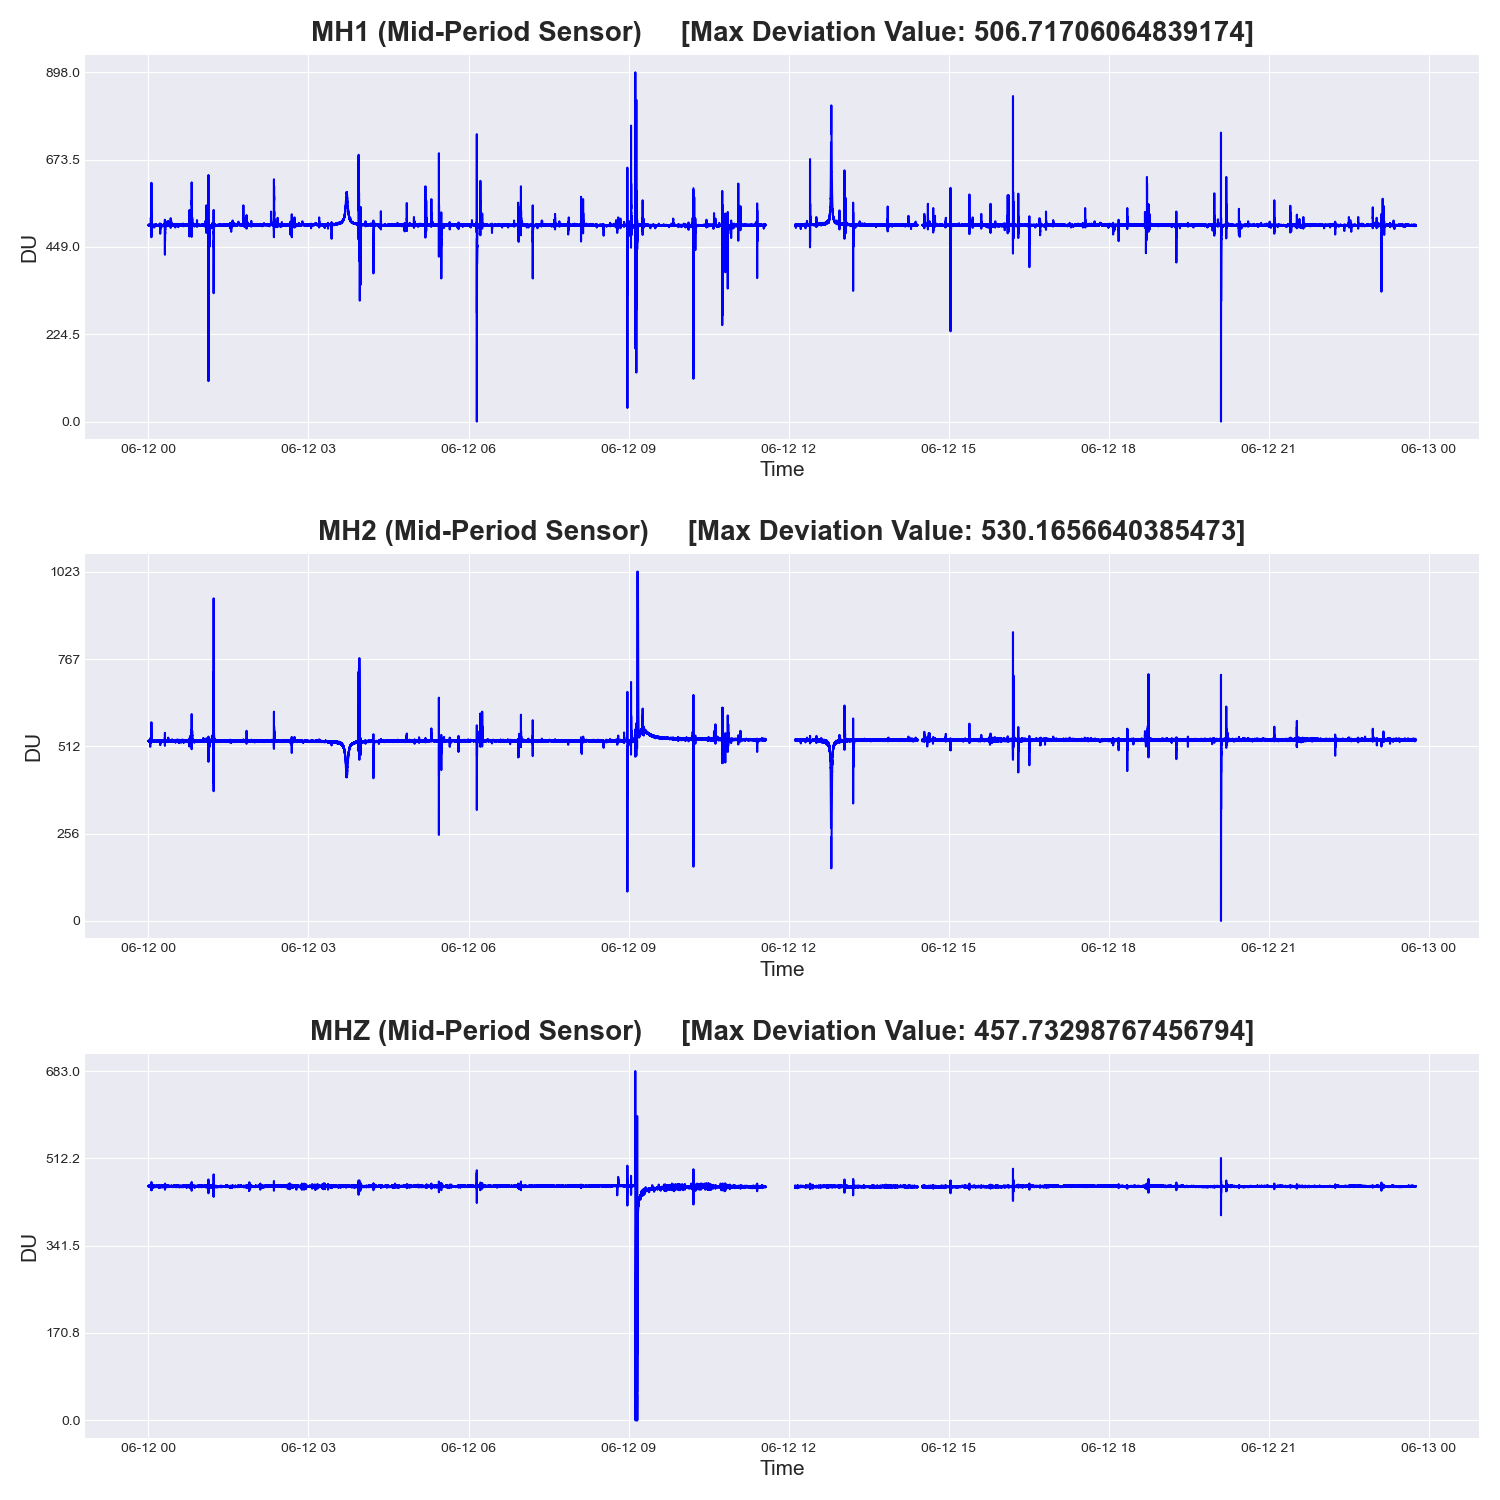 MH1 (Mid-Period Sensor) [Max Deviation Value: 506.71706064839174]
898.0
673.5
449.0
224.5
0.0
DU
06-12 00 06-12 03 06-12 06 06-12 09 06-12 12 06-12 15 06-12 18 06-12 21 06-13 00
Time
MH2 (Mid-Period Sensor) [Max Deviation Value: 530.1656640385473]
1023
767
512
256
0
DU
06-12 00 06-12 03 06-12 06 06-12 09 06-12 12 06-12 15 06-12 18 06-12 21 06-13 00
Time
MHZ (Mid-Period Sensor) [Max Deviation Value: 457.73298767456794]
683.0
512.2
341.5
170.8
0.0
DU
06-12 00 06-12 03 06-12 06 06-12 09 06-12 12 06-12 15 06-12 18 06-12 21 06-13 00
Time